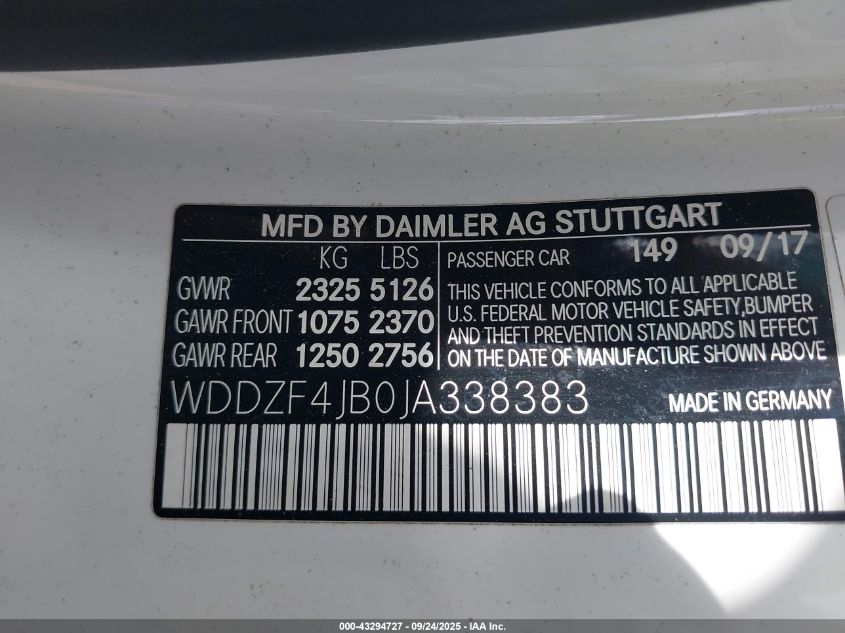 MFD BY DAIMLER AG STUTTGART
KG LBS
GVWR 2325 5126
GAWR FRONT 1075 2370
GAWR REAR 1250 2756
PASSENGER CAR 149 09/17
THIS VEHICLE CONFORMS TO ALL APPLICABLE
U.S. FEDERAL MOTOR VEHICLE SAFETY,BUMPER
AND THEFT PREVENTION STANDARDS IN EFFECT
ON THE DATE OF MANUFACTURE SHOWN ABOVE
WDDZF4JB0JA338383 MADE IN GERMANY
000-43294727 - 09/24/2025 - IAA Inc.